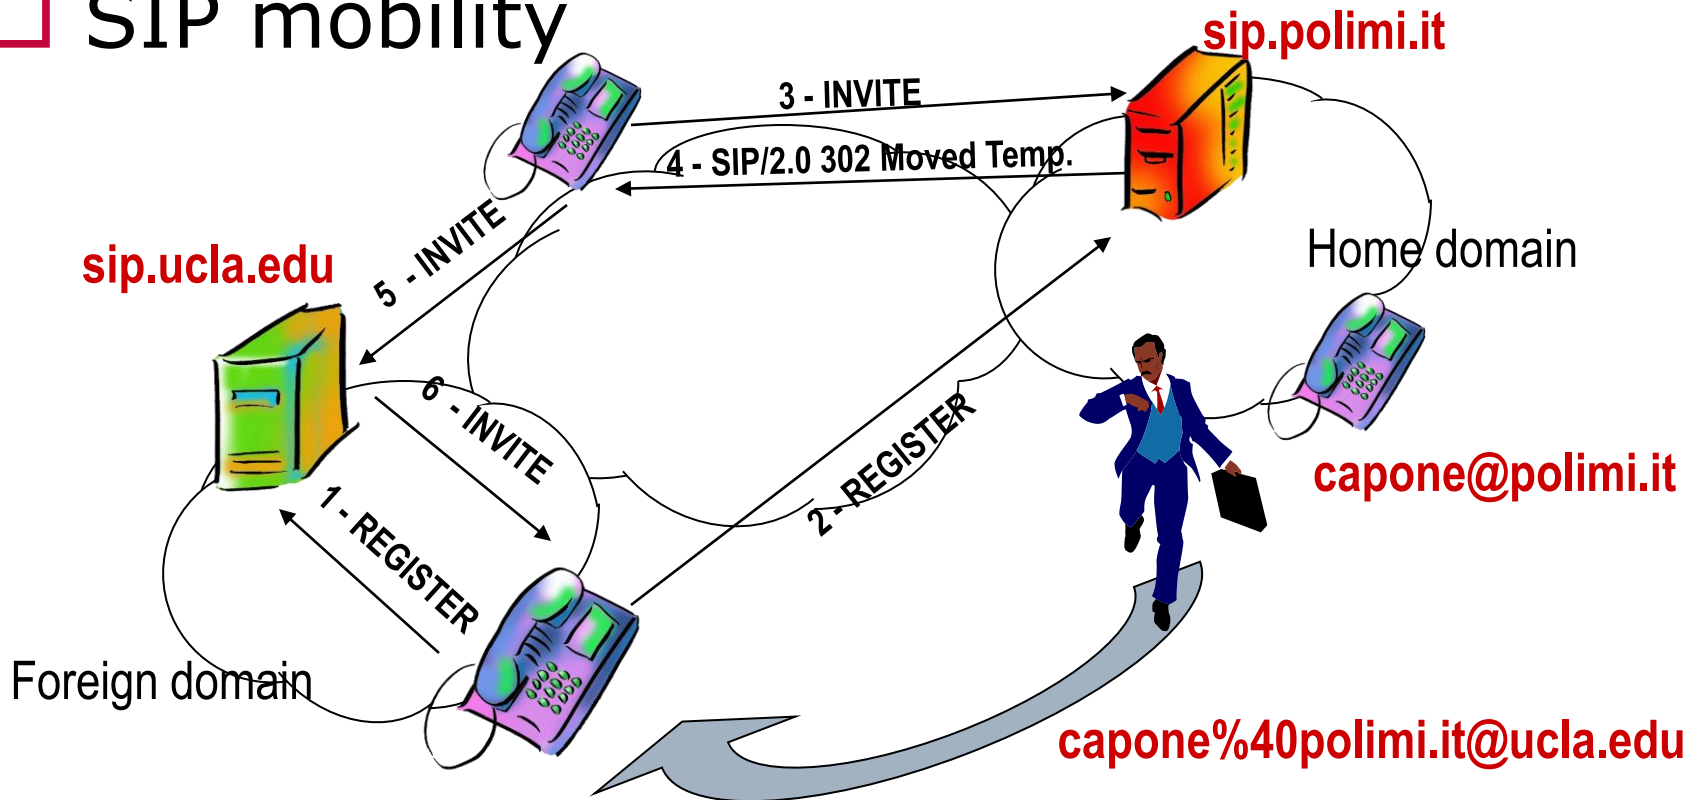 SIP mobility
sip.polimi.it
3 - INVITE
4 - SIP/2.0 302 Moved Temp.
5 - INVITE
sip.ucla.edu
Home domain
6 - INVITE
2 - REGISTER
capone@polimi.it
1 - REGISTER
Foreign domain
capone%40polimi.it@ucla.edu